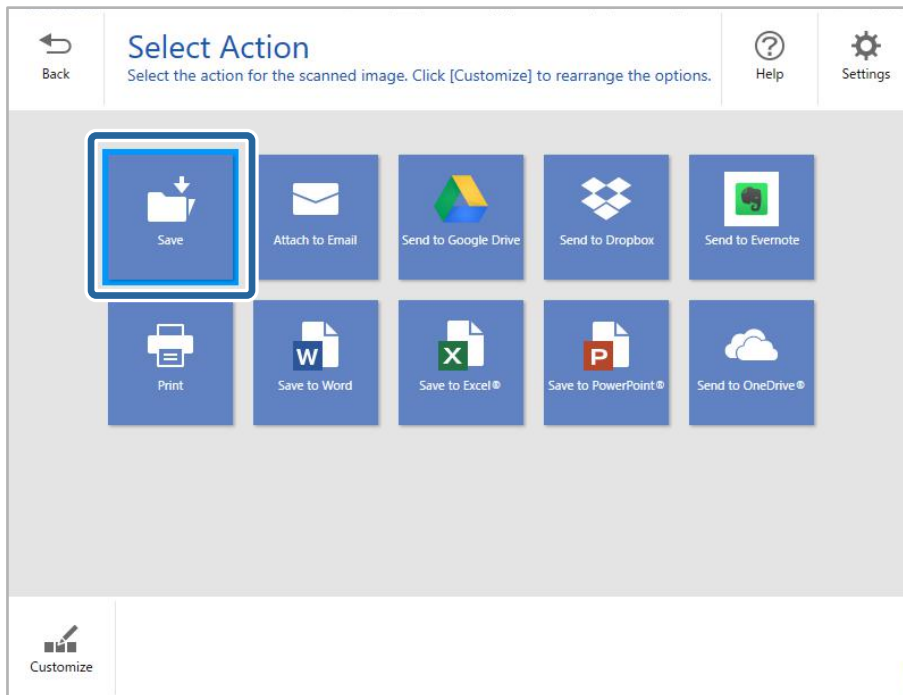 Back
Select Action
Select the action for the scanned image. Click [Customize] to rearrange the options.
Help
Settings
Save
Attach to Email
Send to Google Drive
Send to Dropbox
Send to Evernote
Print
W
Save to Word
X
Save to Excel®
P
Save to PowerPoint®
Send to OneDrive®
Customize